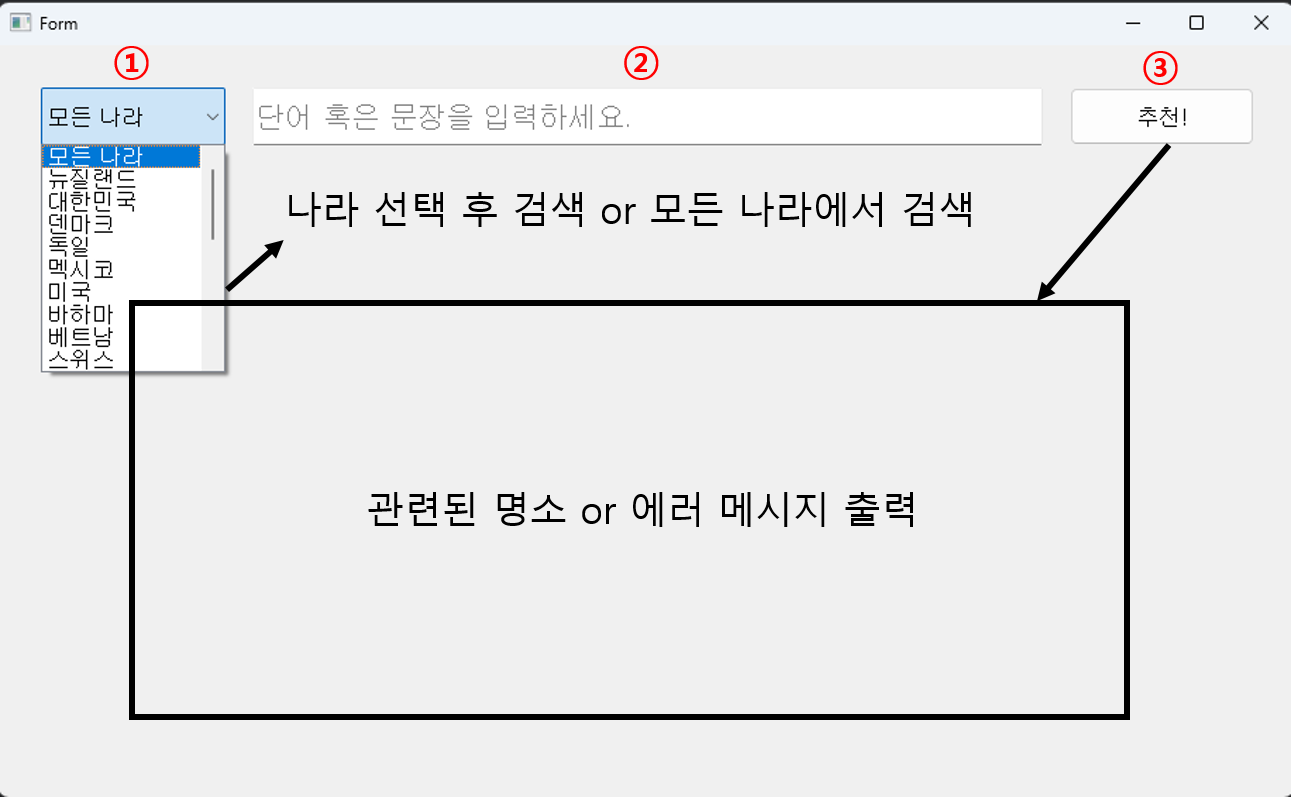 Form
① ② ③
모든 나라 단어 혹은 문장을 입력하세요. 추천!
모든 나라
뉴질랜드
대한민국
덴마크
독일
멕시코
미국
바하마
베트남
스위스
나라 선택 후 검색 or 모든 나라에서 검색
관련된 명소 or 에러 메시지 출력